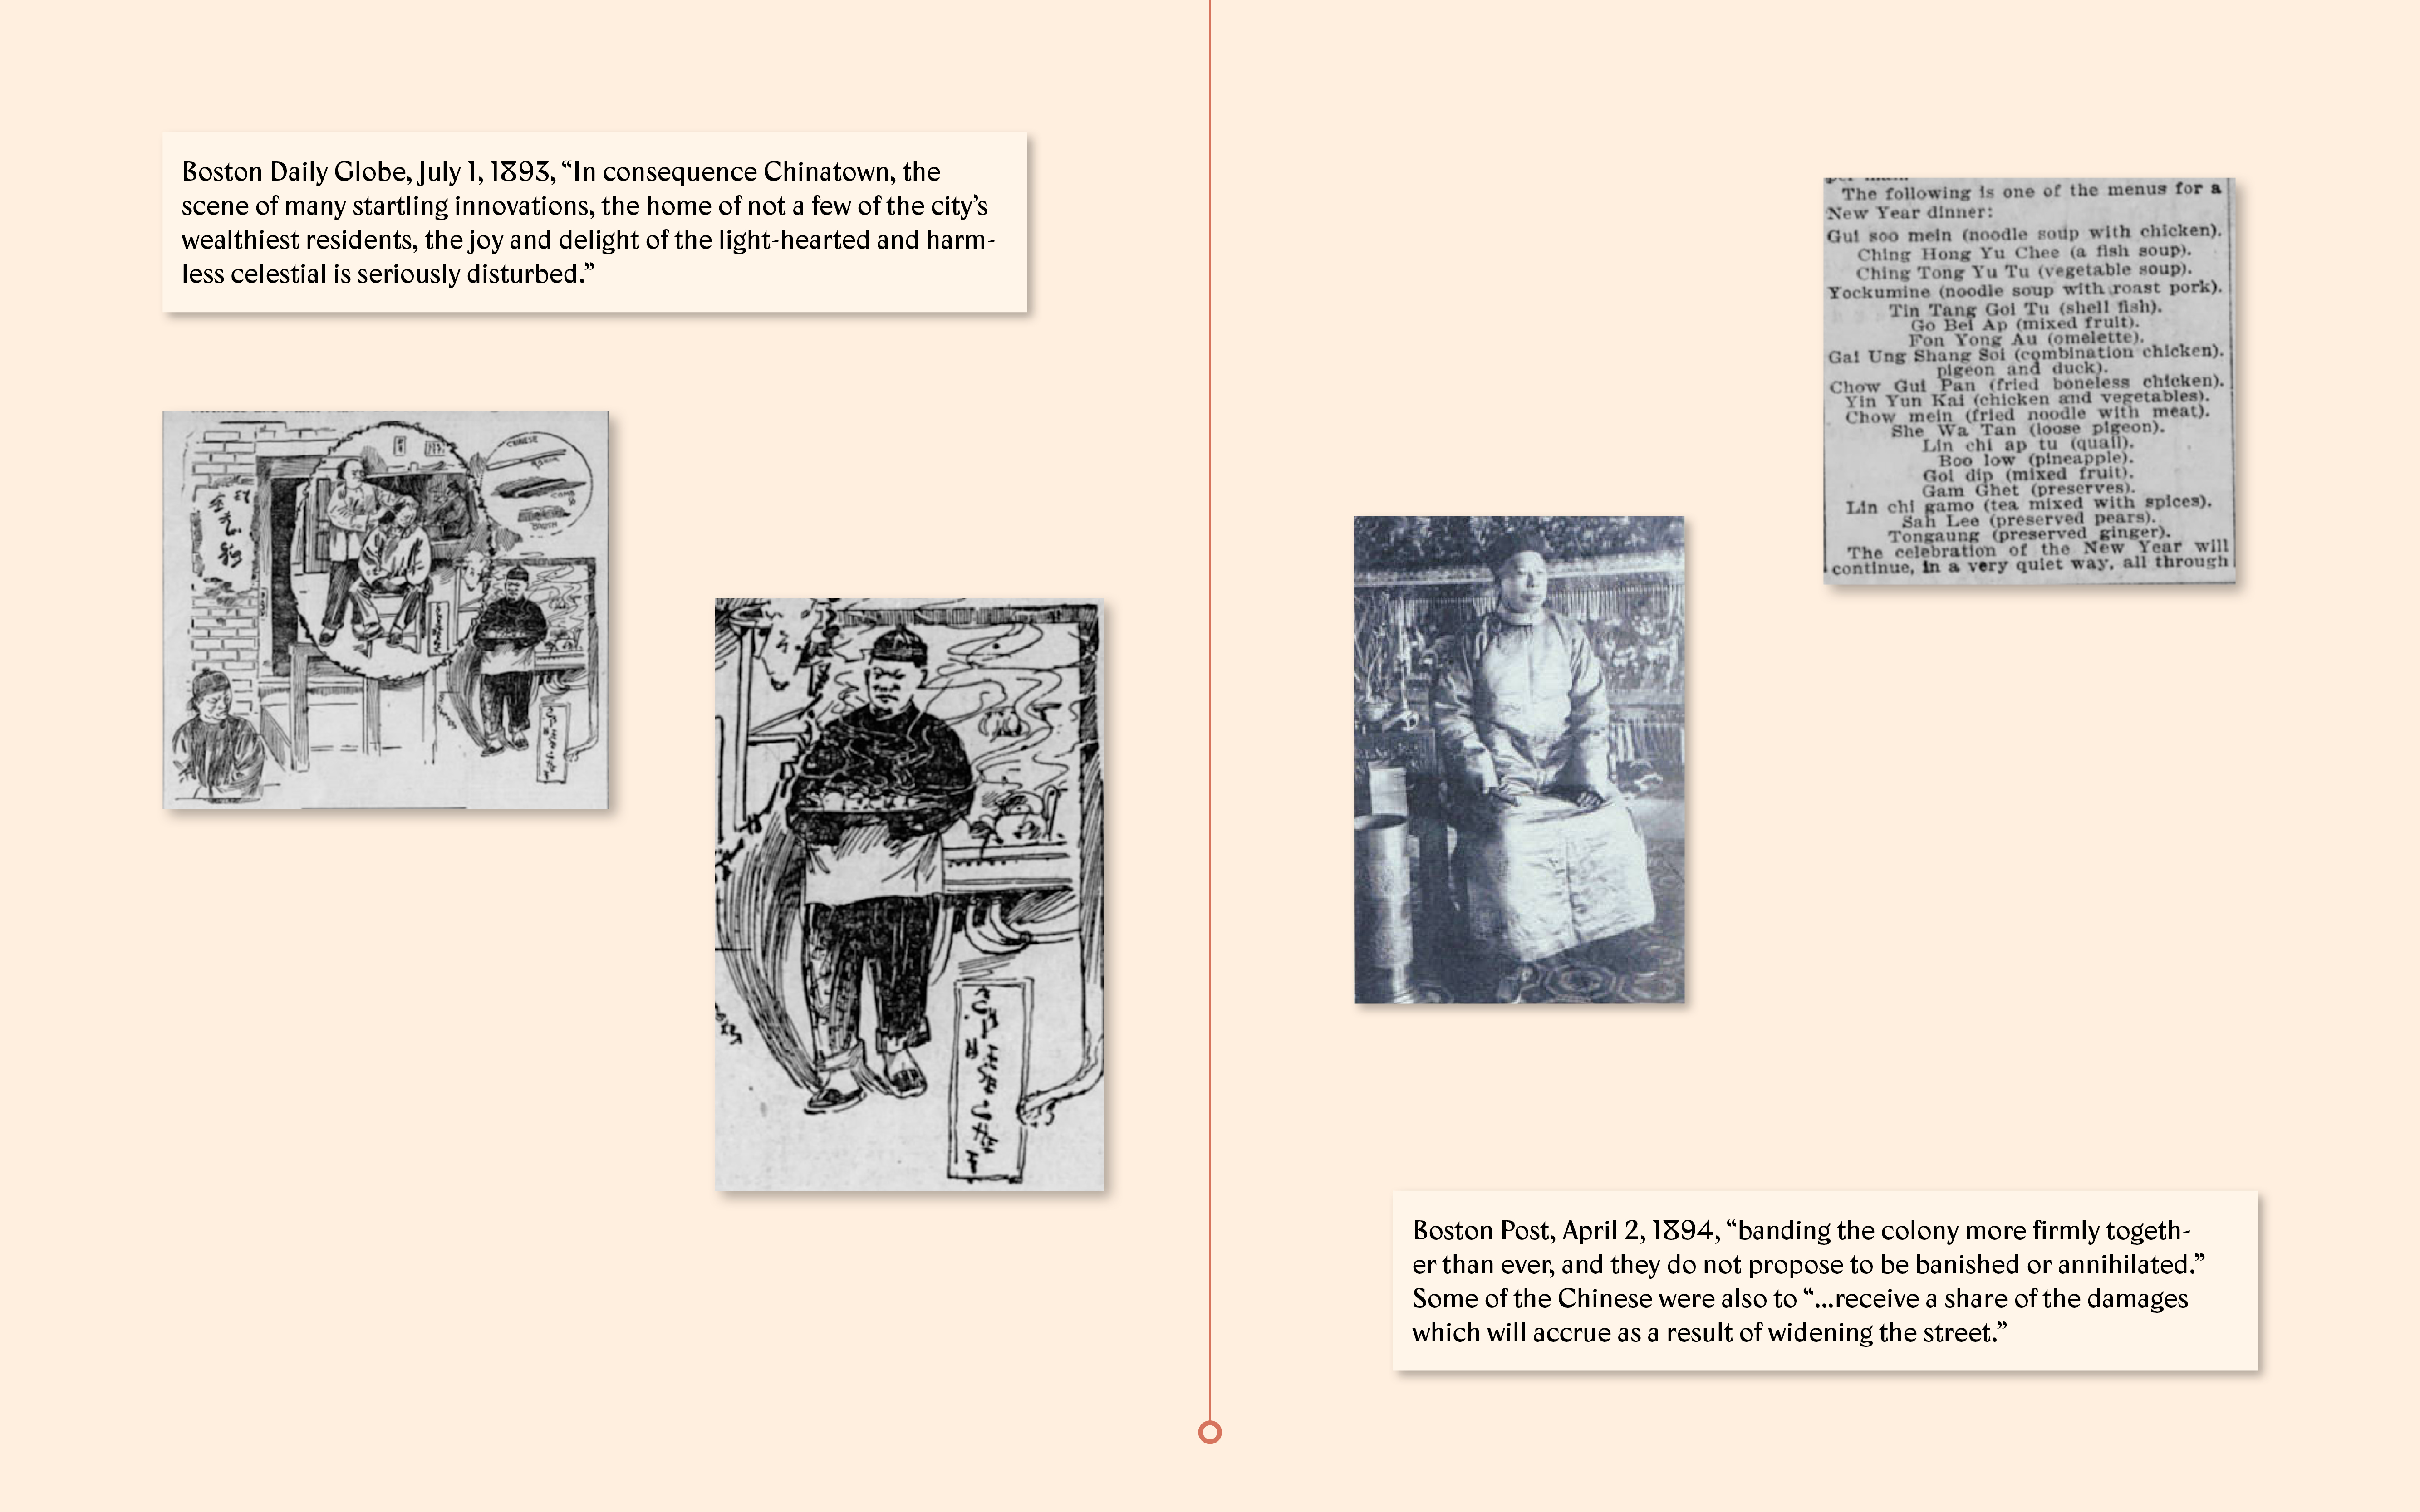 Boston Daily Globe, July 1, 1893, “In consequence Chinatown, the
scene of many startling innovations, the home of not a few of the city’s
wealthiest residents, the joy and delight of the light-hearted and harm-
less celestial is seriously disturbed.”
CHINESE
COMB
BRUSH
The following is one of the menus for a
New Year dinner:
Gui soo mein (noodle soup with chicken).
Ching Hong Yu Chee (a fish soup).
Ching Tong Yu Tu (vegetable soup).
Yockumine (noodle soup with roast pork).
Tin Tang Goi Tu (shell fish).
Go Bei Ap (mixed fruit).
Fon Yong Au (omelette).
Gai Ung Shang Soi (combination chicken).
pigeon and duck).
Chow Gui Pan (fried boneless chicken).
Yin Yun Kai (chicken and vegetables).
Chow mein (fried noodle with meat).
She Wa Tan (loose pigeon).
Lin chi ap tu (quail).
Boo low (pineapple).
Goi dip (mixed fruit).
Gam Ghet (preserves).
Lin chi gamo (tea mixed with spices).
Sah Lee (preserved pears).
Tongaung (preserved ginger).
The celebration of the New Year will
continue, in a very quiet way, all through
Boston Post, April 2, 1894, “banding the colony more firmly togeth-
er than ever, and they do not propose to be banished or annihilated.”
Some of the Chinese were also to “...receive a share of the damages
which will accrue as a result of widening the street.”